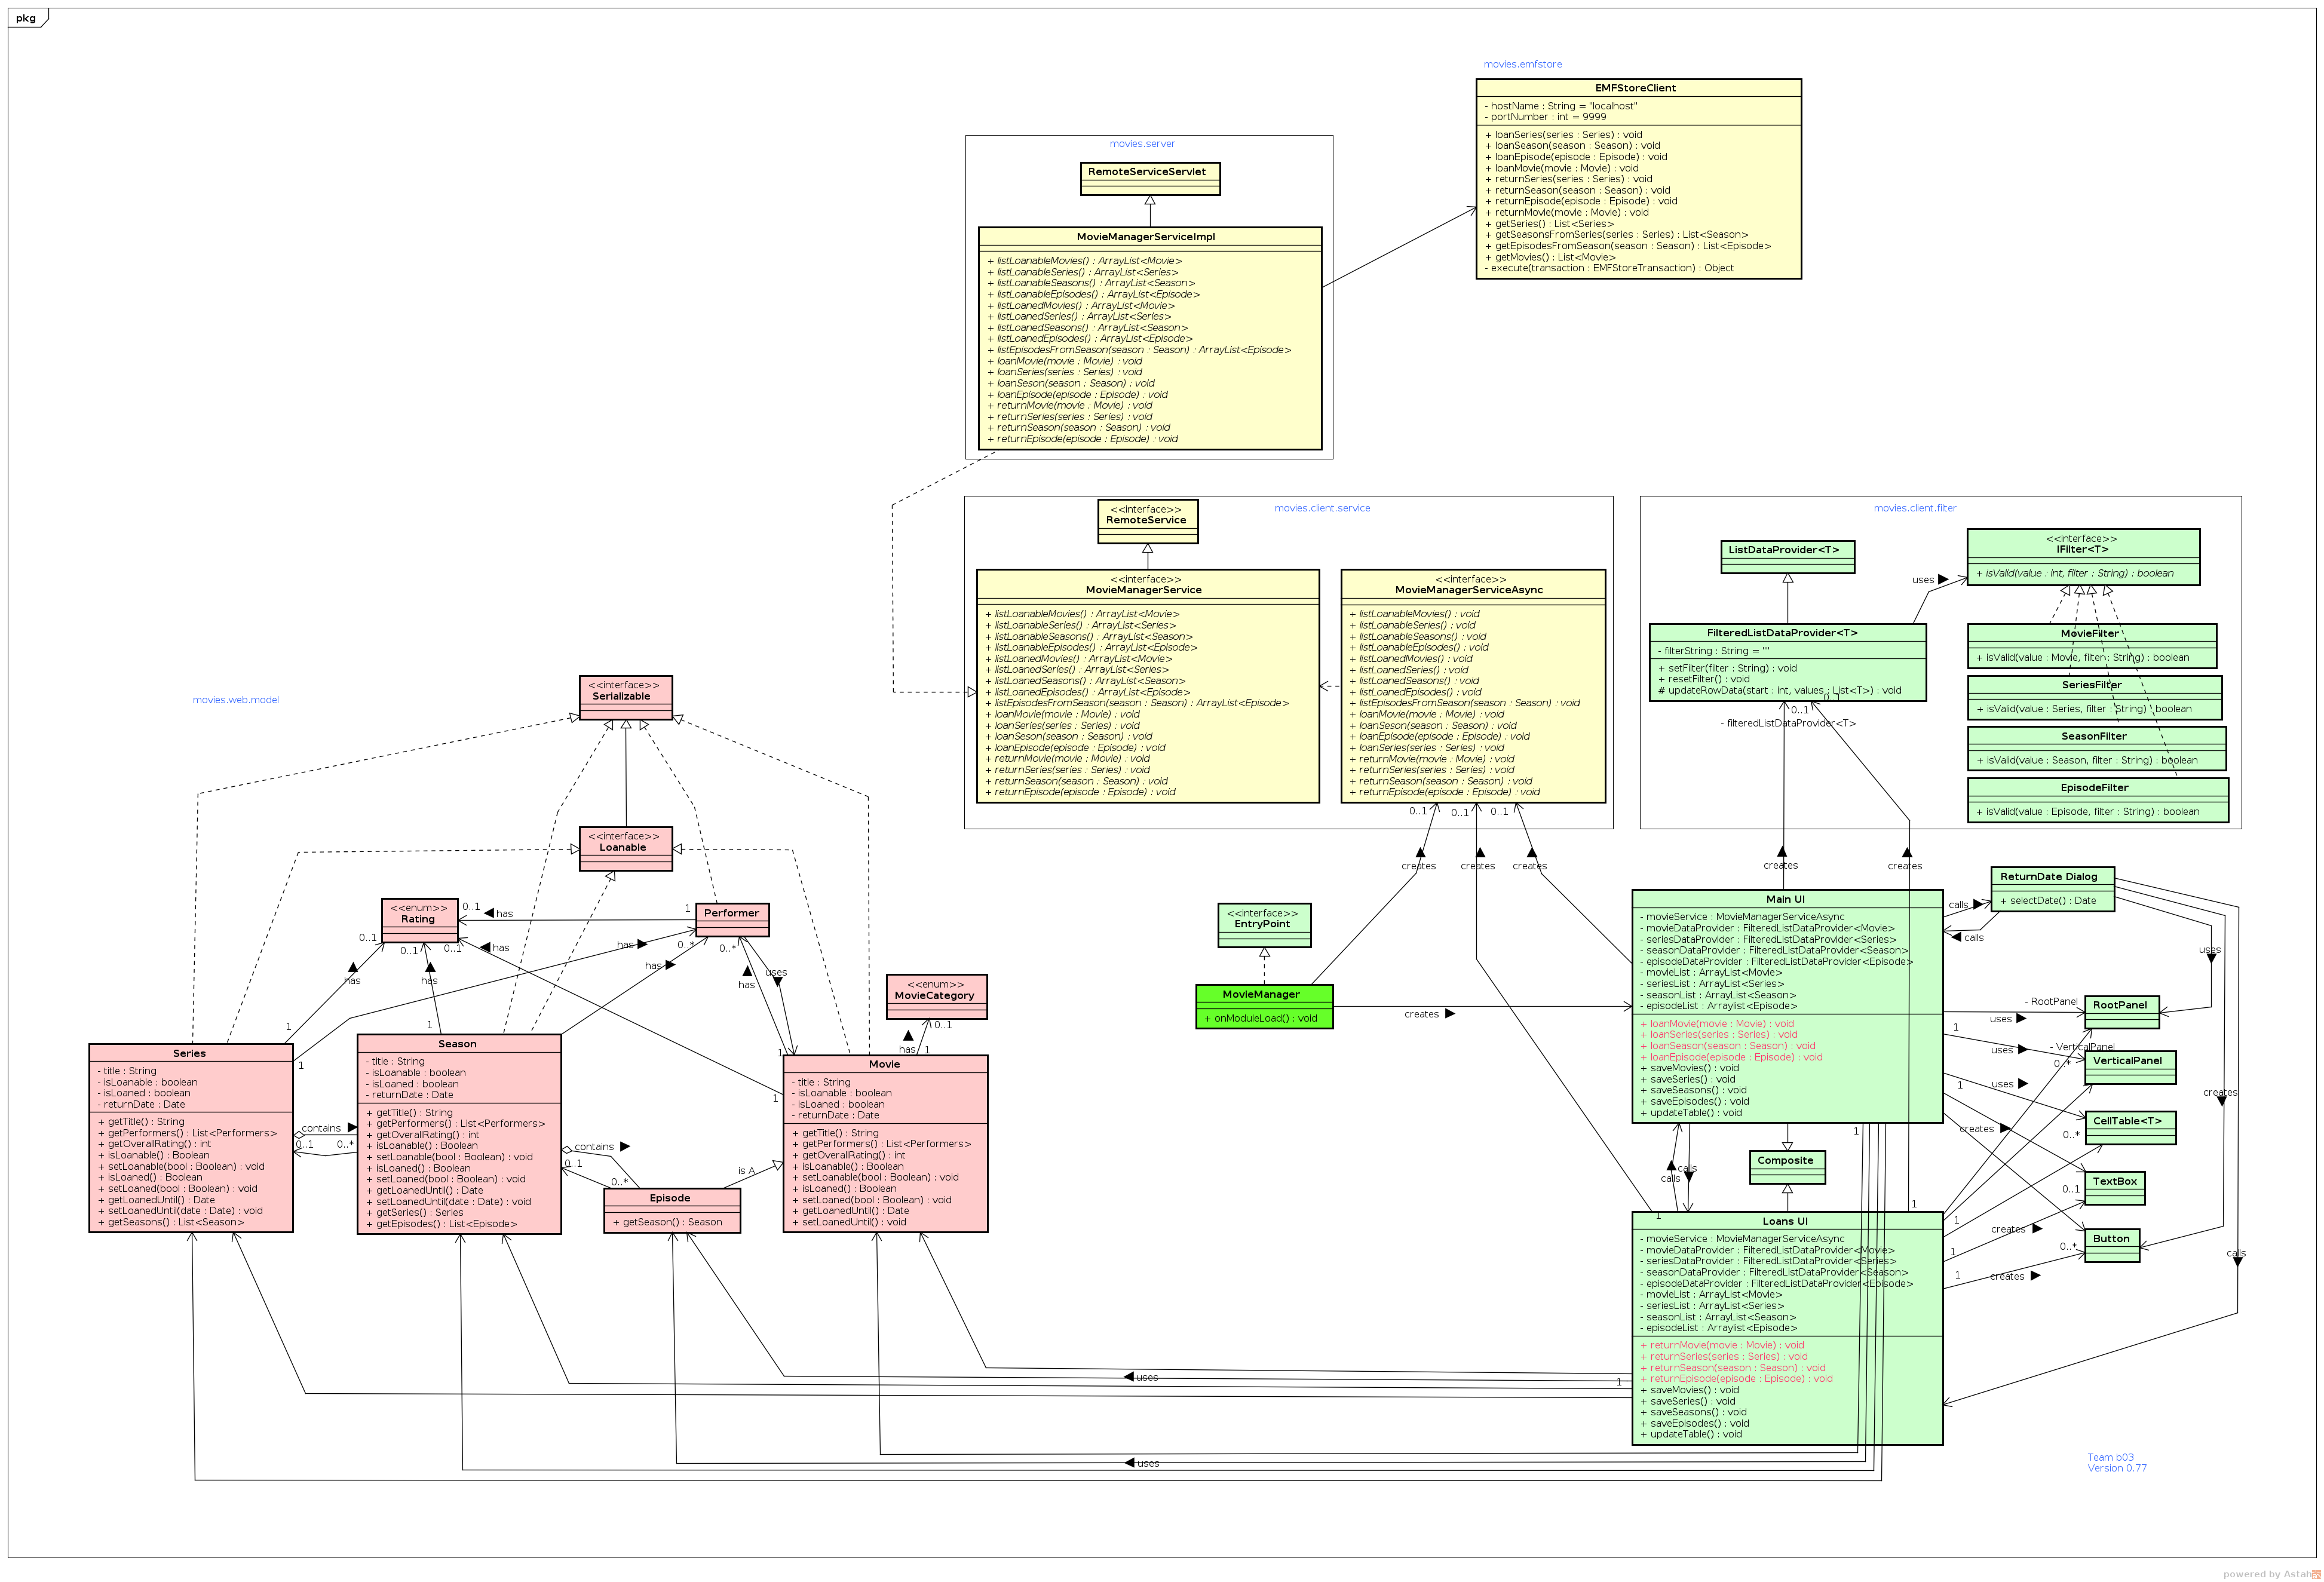 pkg
movies.emfstore
EMFStoreClient
- hostName : String = "localhost"
- portNumber : int = 9999
+ loanSeries(series : Series) : void
+ loanSeason(season : Season) : void
+ loanEpisode(episode : Episode) : void
+ loanMovie(movie : Movie) : void
+ returnSeries(series : Series) : void
+ returnSeason(season : Season) : void
+ returnEpisode(episode : Episode) : void
+ returnMovie(movie : Movie) : void
+ getSeries() : List<Series>
+ getSeasonsFromSeries(series : Series) : List<Season>
+ getEpisodesFromSeason(season : Season) : List<Episode>
+ getMovies() : List<Movie>
- execute(transaction : EMFStoreTransaction) : Object
movies.server
RemoteServiceServlet
MovieManagerServiceImpl
+ listLoanableMovies() : ArrayList<Movie>
+ listLoanableSeries() : ArrayList<Series>
+ listLoanableSeasons() : ArrayList<Season>
+ listLoanableEpisodes() : ArrayList<Episode>
+ listLoanedMovies() : ArrayList<Movie>
+ listLoanedSeries() : ArrayList<Series>
+ listLoanedSeasons() : ArrayList<Season>
+ listLoanedEpisodes() : ArrayList<Episode>
+ listEpisodesFromSeason(season : Season) : ArrayList<Episode>
+ loanMovie(movie : Movie) : void
+ loanSeries(series : Series) : void
+ loanSeson(season : Season) : void
+ loanEpisode(episode : Episode) : void
+ returnMovie(movie : Movie) : void
+ returnSeries(series : Series) : void
+ returnSeason(season : Season) : void
+ returnEpisode(episode : Episode) : void
movies.client.service
<<interface>>
RemoteService
<<interface>>
MovieManagerService
+ listLoanableMovies() : ArrayList<Movie>
+ listLoanableSeries() : ArrayList<Series>
+ listLoanableSeasons() : ArrayList<Season>
+ listLoanableEpisodes() : ArrayList<Episode>
+ listLoanedMovies() : ArrayList<Movie>
+ listLoanedSeries() : ArrayList<Series>
+ listLoanedSeasons() : ArrayList<Season>
+ listLoanedEpisodes() : ArrayList<Episode>
+ listEpisodesFromSeason(season : Season) : ArrayList<Episode>
+ loanMovie(movie : Movie) : void
+ loanSeries(series : Series) : void
+ loanSeson(season : Season) : void
+ loanEpisode(episode : Episode) : void
+ returnMovie(movie : Movie) : void
+ returnSeries(series : Series) : void
+ returnSeason(season : Season) : void
+ returnEpisode(episode : Episode) : void
<<interface>>
MovieManagerServiceAsync
+ listLoanableMovies() : void
+ listLoanableSeries() : void
+ listLoanableSeasons() : void
+ listLoanableEpisodes() : void
+ listLoanedMovies() : void
+ listLoanedSeries() : void
+ listLoanedSeasons() : void
+ listLoanedEpisodes() : void
+ listEpisodesFromSeason(season : Season) : void
+ loanMovie(movie : Movie) : void
+ loanSeson(season : Season) : void
+ loanEpisode(episode : Episode) : void
+ loanSeries(series : Series) : void
+ returnMovie(movie : Movie) : void
+ returnSeries(series : Series) : void
+ returnSeason(season : Season) : void
+ returnEpisode(episode : Episode) : void
0..1
0..1
0..1
creates
creates
creates
movies.client.filter
ListDataProvider<T>
<<interface>>
IFilter<T>
+ isValid(value : int, filter : String) : boolean
uses
FilteredListDataProvider<T>
- filterString : String = ""
+ setFilter(filter : String) : void
+ resetFilter() : void
# updateRowData(start : int, values : List<T>) : void
0..1
0..1
- filteredListDataProvider<T>
MovieFilter
+ isValid(value : Movie, filter : String) : boolean
SeriesFilter
+ isValid(value : Series, filter : String) : boolean
SeasonFilter
+ isValid(value : Season, filter : String) : boolean
EpisodeFilter
+ isValid(value : Episode, filter : String) : boolean
creates
creates
movies.web.model
<<interface>>
Serializable
<<interface>>
Loanable
<<enum>>
Rating
0..1
has
1
Performer
0..1
0..1
0..1
has
has
has
0..*
has
0..*
has
has
uses
has
<<enum>>
MovieCategory
0..1
has
1
1
1
1
1
1
Series
- title : String
- isLoanable : boolean
- isLoaned : boolean
- returnDate : Date
+ getTitle() : String
+ getPerformers() : List<Performers>
+ getOverallRating() : int
+ isLoanable() : Boolean
+ setLoanable(bool : Boolean) : void
+ isLoaned() : Boolean
+ setLoaned(bool : Boolean) : void
+ getLoanedUntil() : Date
+ setLoanedUntil(date : Date) : void
+ getSeasons() : List<Season>
contains
0..1
0..*
Season
- title : String
- isLoanable : boolean
- isLoaned : boolean
- returnDate : Date
+ getTitle() : String
+ getPerformers() : List<Performers>
+ getOverallRating() : int
+ isLoanable() : Boolean
+ setLoanable(bool : Boolean) : void
+ isLoaned() : Boolean
+ setLoaned(bool : Boolean) : void
+ getLoanedUntil() : Date
+ setLoanedUntil(date : Date) : void
+ getSeries() : Series
+ getEpisodes() : List<Episode>
contains
0..1
0..*
is A
Episode
+ getSeason() : Season
Movie
- title : String
- isLoanable : boolean
- isLoaned : boolean
- returnDate : Date
+ getTitle() : String
+ getPerformers() : List<Performers>
+ getOverallRating() : int
+ isLoanable() : Boolean
+ setLoanable(bool : Boolean) : void
+ isLoaned() : Boolean
+ setLoaned(bool : Boolean) : void
+ getLoanedUntil() : Date
+ setLoanedUntil() : void
<<interface>>
EntryPoint
MovieManager
+ onModuleLoad() : void
creates
Main UI
- movieService : MovieManagerServiceAsync
- movieDataProvider : FilteredListDataProvider<Movie>
- seriesDataProvider : FilteredListDataProvider<Series>
- seasonDataProvider : FilteredListDataProvider<Season>
- episodeDataProvider : FilteredListDataProvider<Episode>
- movieList : ArrayList<Movie>
- seriesList : ArrayList<Series>
- seasonList : ArrayList<Season>
- episodeList : Arraylist<Episode>
+ loanMovie(movie : Movie) : void
+ loanSeries(series : Series) : void
+ loanSeason(season : Season) : void
+ loanEpisode(episode : Episode) : void
+ saveMovies() : void
+ saveSeries() : void
+ saveSeasons() : void
+ saveEpisodes() : void
+ updateTable() : void
ReturnDate Dialog
+ selectDate() : Date
calls
calls
uses
- RootPanel
RootPanel
uses
1
- VerticalPanel
uses
0..*
VerticalPanel
uses
1
creates
CellTable<T>
creates
0..*
TextBox
0..1
creates
Button
0..*
creates
calls
1
calls
calls
Composite
1
1
1
1
1
Loans UI
- movieService : MovieManagerServiceAsync
- movieDataProvider : FilteredListDataProvider<Movie>
- seriesDataProvider : FilteredListDataProvider<Series>
- seasonDataProvider : FilteredListDataProvider<Season>
- episodeDataProvider : FilteredListDataProvider<Episode>
- movieList : ArrayList<Movie>
- seriesList : ArrayList<Series>
- seasonList : ArrayList<Season>
- episodeList : Arraylist<Episode>
+ returnMovie(movie : Movie) : void
+ returnSeries(series : Series) : void
+ returnSeason(season : Season) : void
+ returnEpisode(episode : Episode) : void
+ saveMovies() : void
+ saveSeries() : void
+ saveSeasons() : void
+ saveEpisodes() : void
+ updateTable() : void
uses
1
uses
Team b03
Version 0.77
powered by Astah